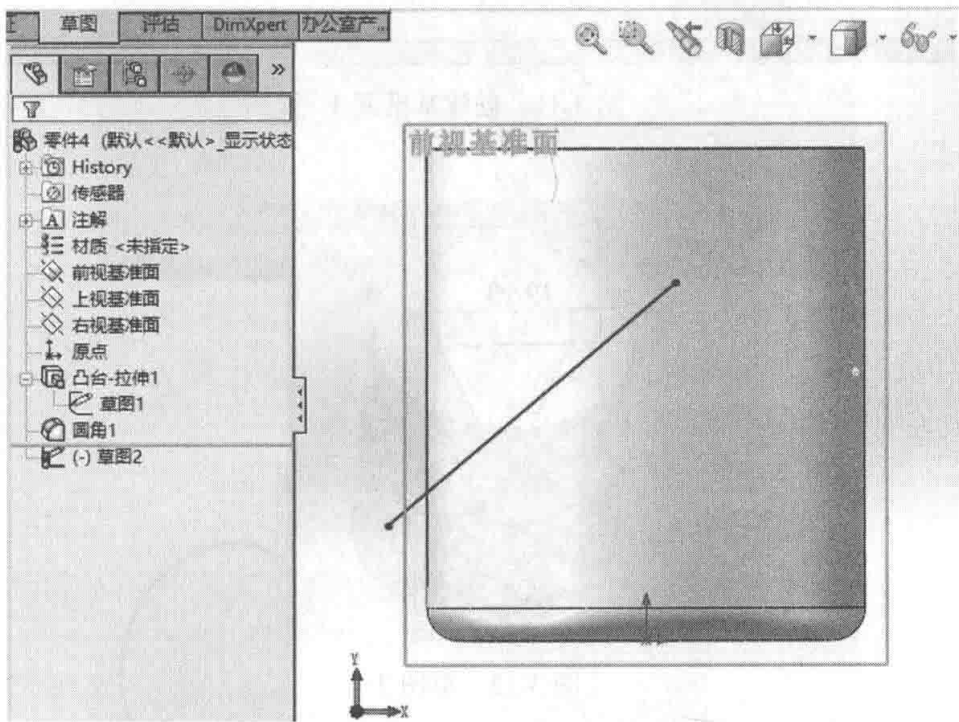 草图 评估 DimXpert 办公室产...
»
零件4 (默认<<默认>_显示状态
History
传感器
A 注解
材质 <未指定>
前视基准面
上视基准面
右视基准面
原点
凸台-拉伸1
草图1
圆角1
(-) 草图2
前视基准面
Y
X